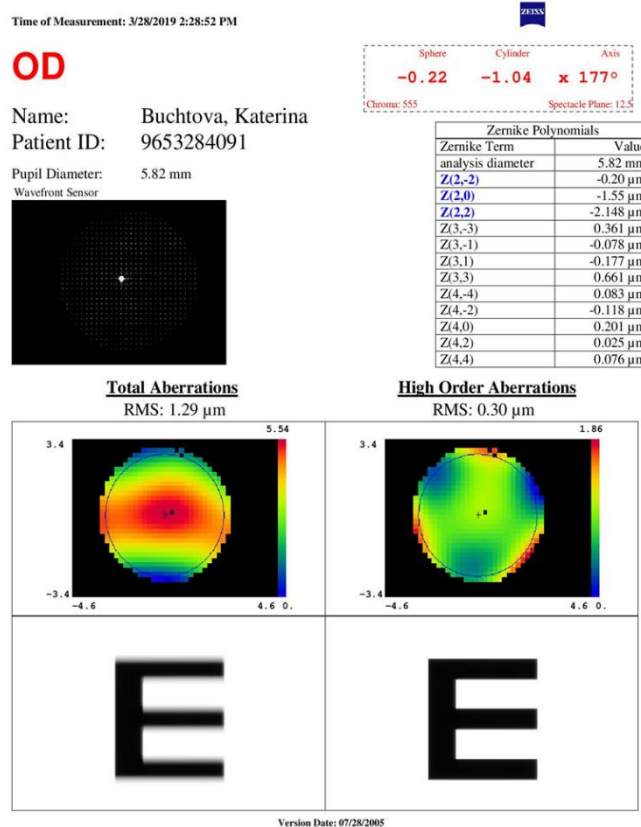 Time of Measurement: 3/28/2019 2:28:52 PM
ZEISS
OD
Sphere Cylinder Axis
-0.22 -1.04 x 177°
Chroma: 555 Spectacle Plane: 12.5
Name: Buchtova, Katerina
Patient ID: 9653284091
Pupil Diameter: 5.82 mm
Wavefront Sensor
Zernike Polynomials
Zernike Term Value
analysis diameter 5.82 mm
Z(2,-2) -0.20 µm
Z(2,0) -1.55 µm
Z(2,2) -2.148 µm
Z(3,-3) 0.361 µm
Z(3,-1) -0.078 µm
Z(3,1) -0.177 µm
Z(3,3) 0.661 µm
Z(4,-4) 0.083 µm
Z(4,-2) -0.118 µm
Z(4,0) 0.201 µm
Z(4,2) 0.025 µm
Z(4,4) 0.076 µm
Total Aberrations High Order Aberrations
RMS: 1.29 µm RMS: 0.30 µm
5.54 1.86
3.4 3.4
-3.4 -3.4
-4.6 4.6 0. -4.6 4.6 0.
E E
Version Date: 07/28/2005